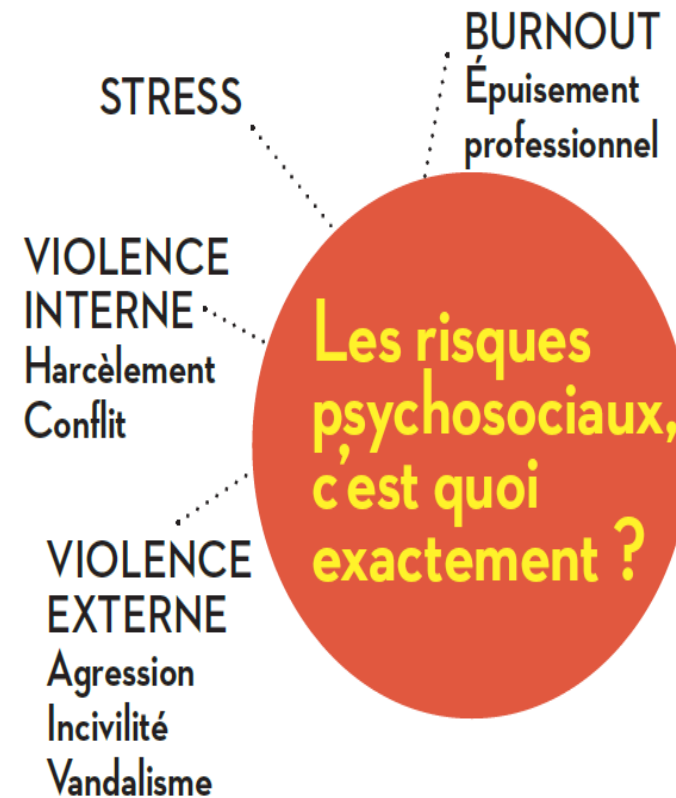 BURNOUT
Épuisement
professionnel
STRESS
VIOLENCE
INTERNE
Harcèlement
Conflit
VIOLENCE
EXTERNE
Agression
Incivilité
Vandalisme
Les risques
psychosociaux,
c'est quoi
exactement ?